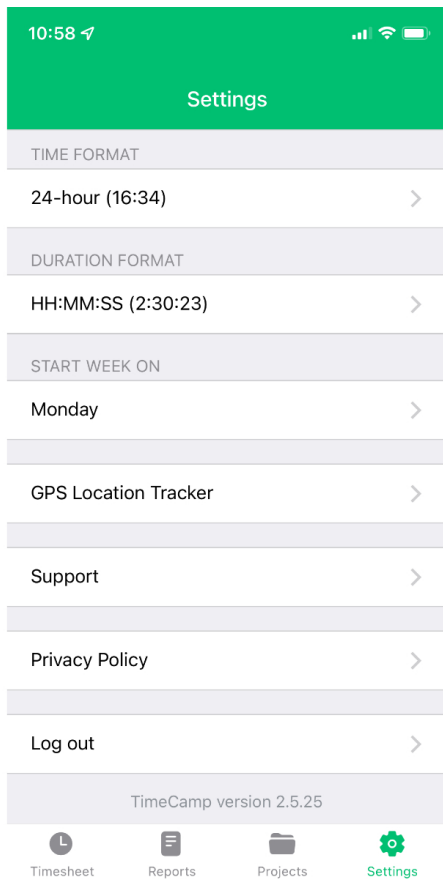 10:58
Settings
TIME FORMAT
24-hour (16:34)
DURATION FORMAT
HH:MM:SS (2:30:23)
START WEEK ON
Monday
GPS Location Tracker
Support
Privacy Policy
Log out
TimeCamp version 2.5.25
Timesheet Reports Projects Settings